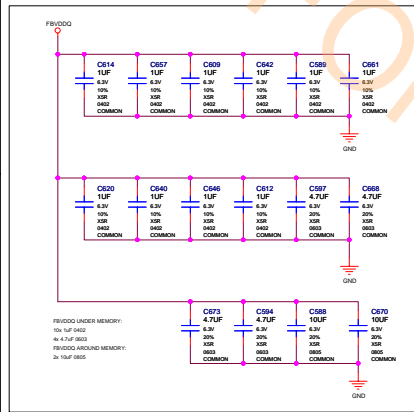 FBVDDQ
C614 C657 C609 C642 C589 C661
1UF 1UF 1UF 1UF 1UF 1UF
6.3V 6.3V 6.3V 6.3V 6.3V 6.3V
10% 10% 10% 10% 10% 10%
X5R X5R X5R X5R X5R X5R
0402 0402 0402 0402 0402 0402
COMMON COMMON COMMON COMMON COMMON COMMON
GND
C620 C640 C646 C612 C597 C668
1UF 1UF 1UF 1UF 4.7UF 4.7UF
6.3V 6.3V 6.3V 6.3V 6.3V 6.3V
10% 10% 10% 10% 20% 20%
X5R X5R X5R X5R X5R X5R
0402 0402 0402 0402 0603 0603
COMMON COMMON COMMON COMMON COMMON COMMON
GND
C673 C594 C588 C670
4.7UF 4.7UF 10UF 10UF
6.3V 6.3V 6.3V 6.3V
20% 20% 20% 20%
X5R X5R X5R X5R
0603 0603 0805 0805
COMMON COMMON COMMON COMMON
GND
FBVDDQ UNDER MEMORY:
10x 1uF 0402
4x 4.7uF 0603
FBVDDQ AROUND MEMORY:
2x 10uF 0805